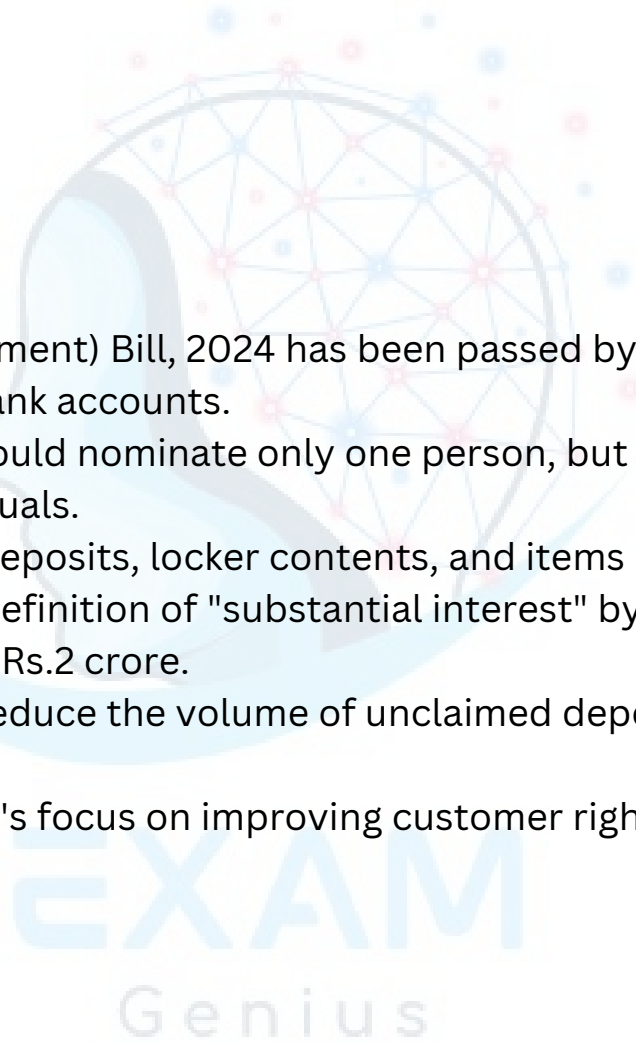 ment) Bill, 2024 has been passed by
ank accounts.
ould nominate only one person, but
uals.
eposits, locker contents, and items
efinition of "substantial interest" by
Rs.2 crore.
educe the volume of unclaimed depo
's focus on improving customer righ
EXAM
Genius